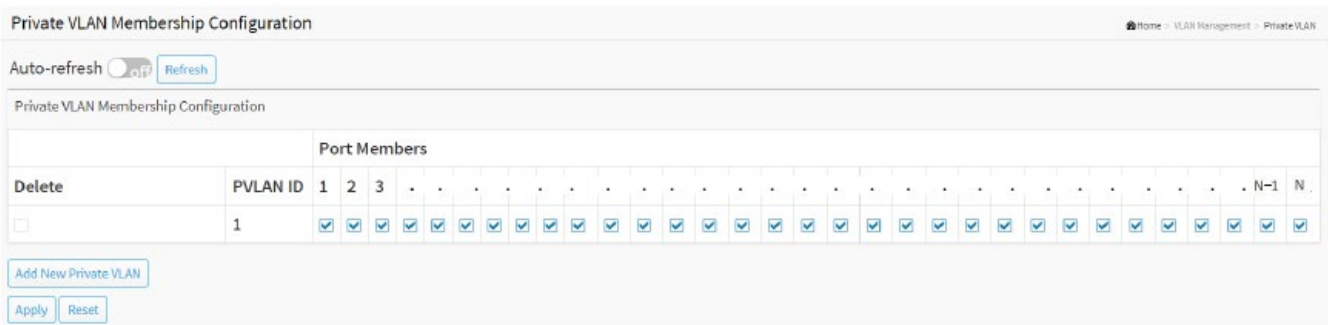 Private VLAN Membership Configuration
Home > VLAN Management > Private VLAN
Auto-refresh off Refresh
Private VLAN Membership Configuration
Port Members
Delete PVLAN ID 1 2 3 . . . . . . . . . . . . . . . . . . . . . . . . . . N-1 N .
1
Add New Private VLAN
Apply Reset